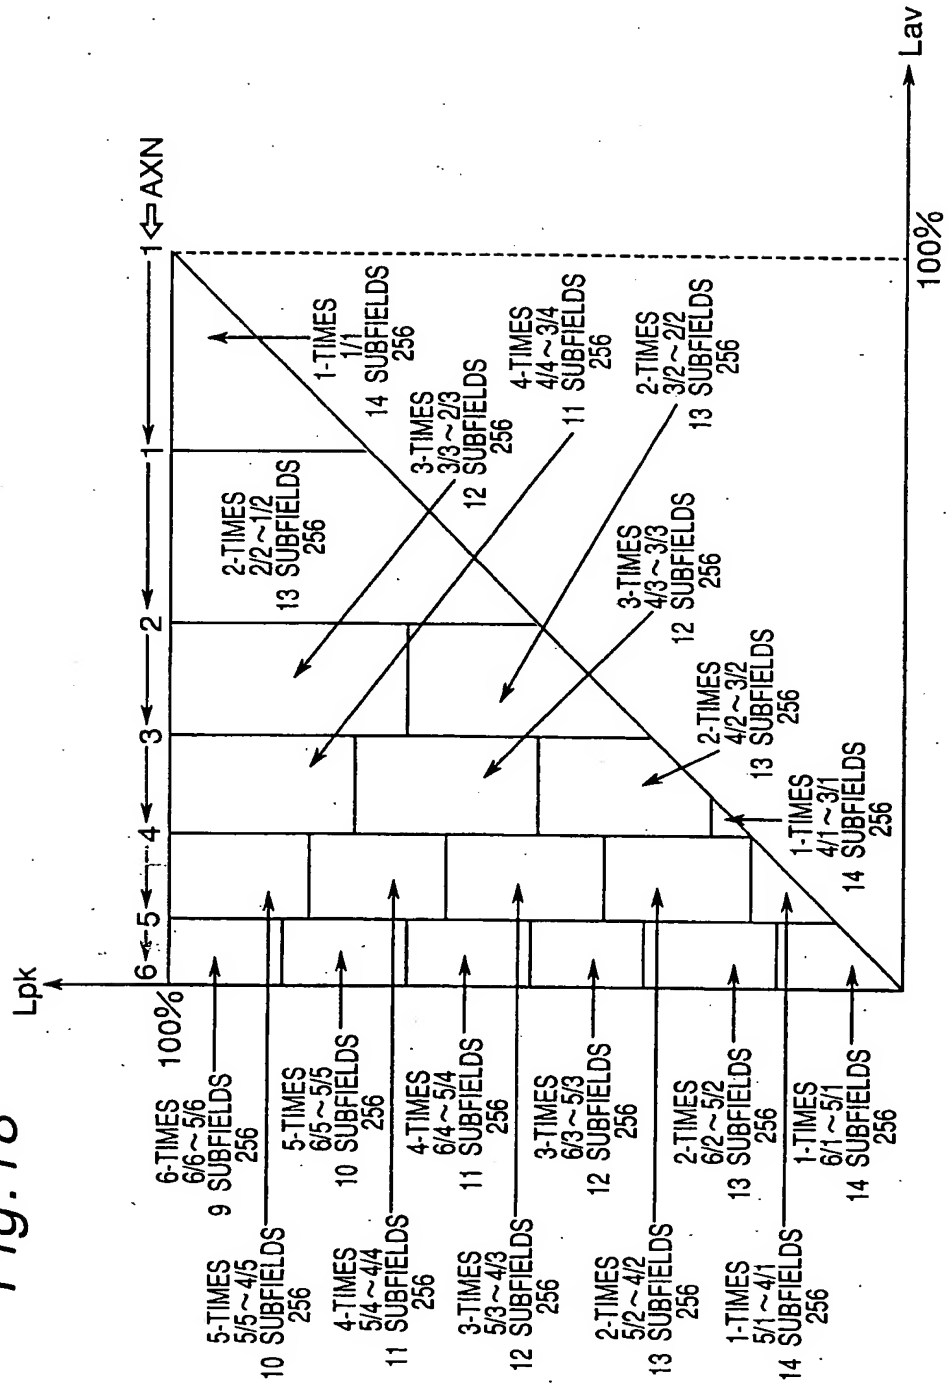 Fig.18
Lpk
100%
6
5
4
3
2
1
1
AXN
6-TIMES
6/6~5/6
9 SUBFIELDS
256
5-TIMES
5/5~4/5
10 SUBFIELDS
256
5-TIMES
6/5~5/5
10 SUBFIELDS
256
4-TIMES
5/4~4/4
11 SUBFIELDS
256
4-TIMES
6/4~5/4
11 SUBFIELDS
256
3-TIMES
5/3~4/3
12 SUBFIELDS
256
3-TIMES
6/3~5/3
12 SUBFIELDS
256
2-TIMES
5/2~4/2
13 SUBFIELDS
256
2-TIMES
6/2~5/2
13 SUBFIELDS
256
1-TIMES
5/1~4/1
14 SUBFIELDS
256
1-TIMES
6/1~5/1
14 SUBFIELDS
256
2-TIMES
2/2~1/2
13 SUBFIELDS
256
1-TIMES
1/1
14 SUBFIELDS
256
3-TIMES
3/3~2/3
12 SUBFIELDS
256
4-TIMES
4/4~3/4
11 SUBFIELDS
256
2-TIMES
3/2~2/2
13 SUBFIELDS
256
3-TIMES
4/3~3/3
12 SUBFIELDS
256
2-TIMES
4/2~3/2
13 SUBFIELDS
256
1-TIMES
4/1~3/1
14 SUBFIELDS
256
100%
Lav